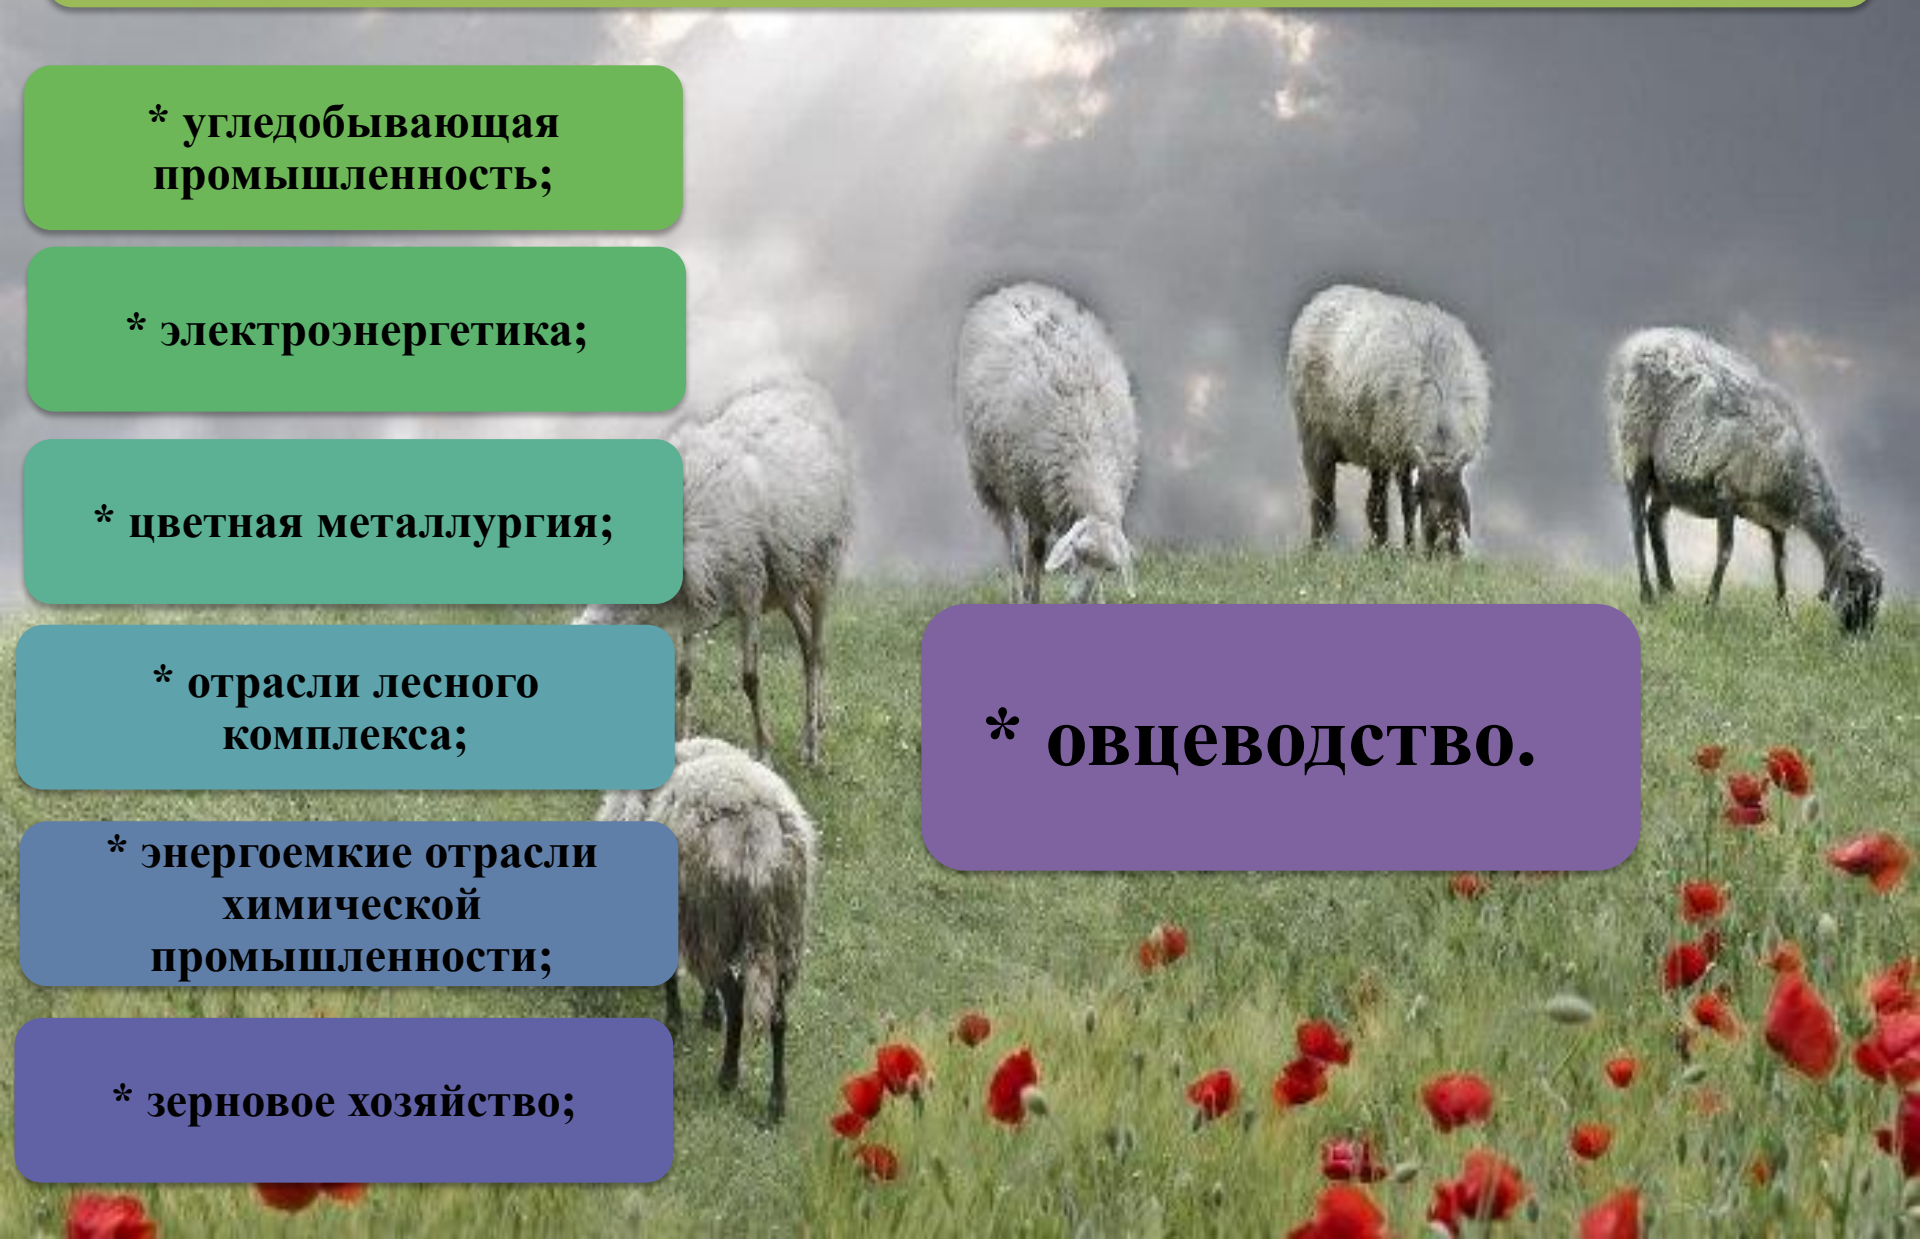 * угледобывающая
промышленность;
* электроэнергетика;
* цветная металлургия;
* отрасли лесного
комплекса;
* энергоемкие отрасли
химической
промышленности;
* зерновое хозяйство;
* овцеводство.